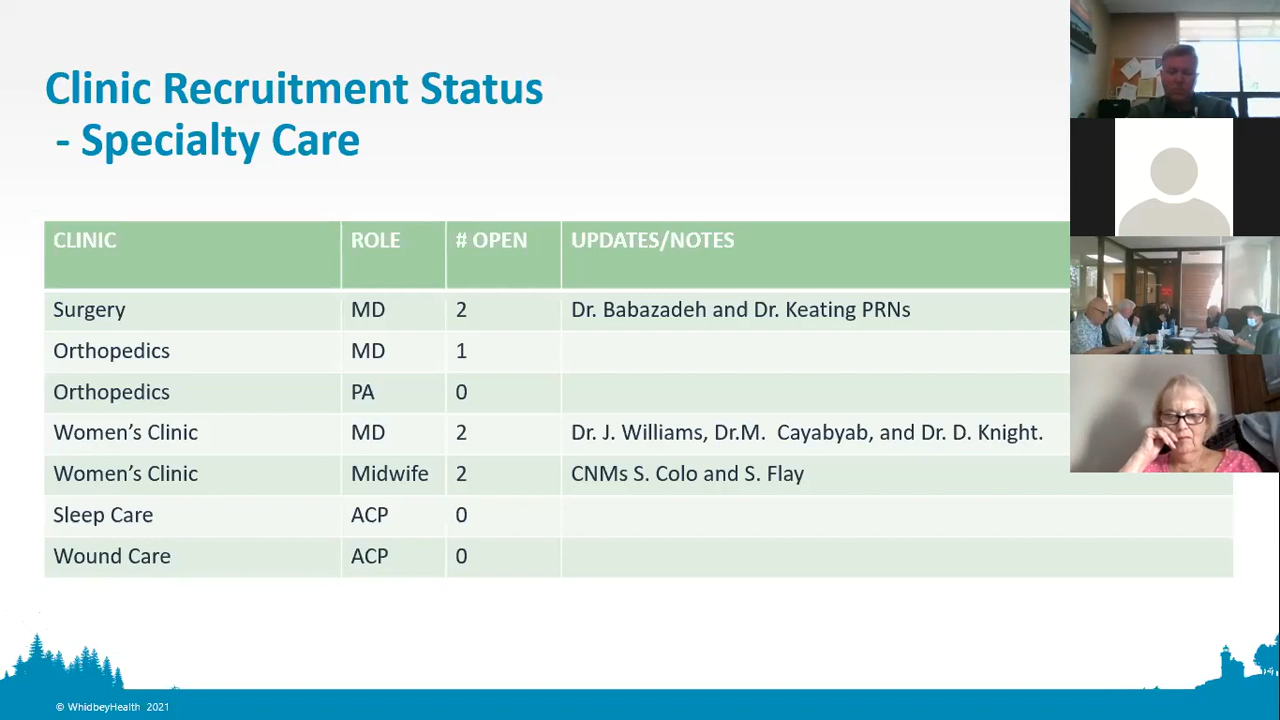 Clinic Recruitment Status
- Specialty Care
CLINIC ROLE # OPEN UPDATES/NOTES
Surgery MD 2 Dr. Babazadeh and Dr. Keating PRNs
Orthopedics MD 1
Orthopedics PA 0
Women’s Clinic MD 2 Dr. J. Williams, Dr.M. Cayabyab, and Dr. D. Knight.
Women’s Clinic Midwife 2 CNMs S. Colo and S. Flay
Sleep Care ACP 0
Wound Care ACP 0
© WhidbeyHealth 2021